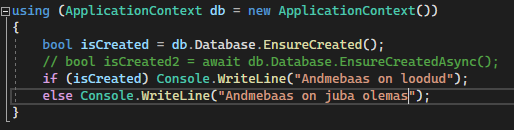 using (ApplicationContext db = new ApplicationContext())
{
bool isCreated = db.Database.EnsureCreated();
// bool isCreated2 = await db.Database.EnsureCreatedAsync();
if (isCreated) Console.WriteLine("Andmebaas on loodud");
else Console.WriteLine("Andmebaas on juba olemas");
}